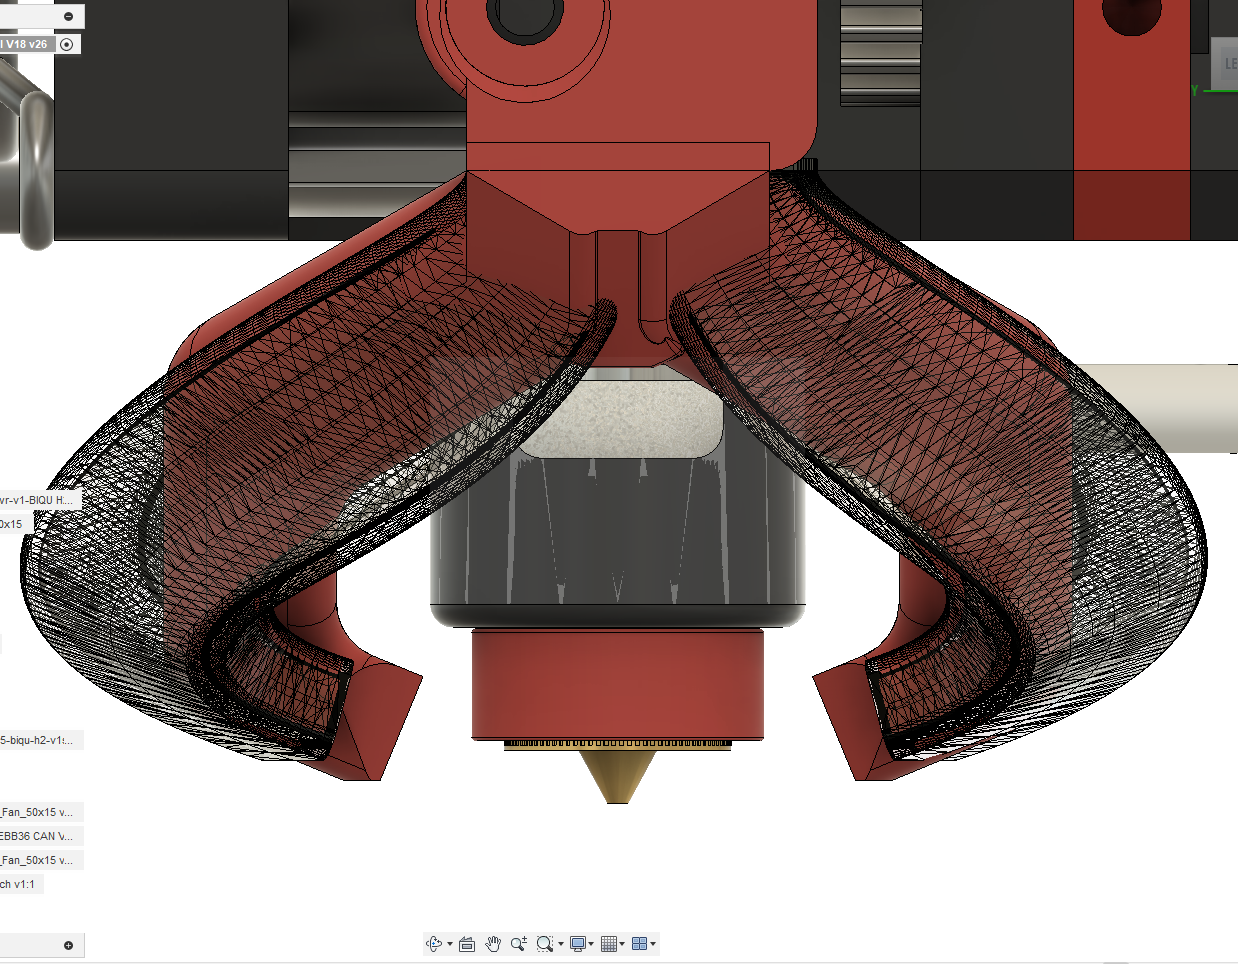 l V18 v26
LE
Y
vr-v1-BIQU H:...
0x15
5-biqu-h2-v1:...
_Fan_50x15 v...
EBB36 CAN V...
_Fan_50x15 v...
ch v1:1